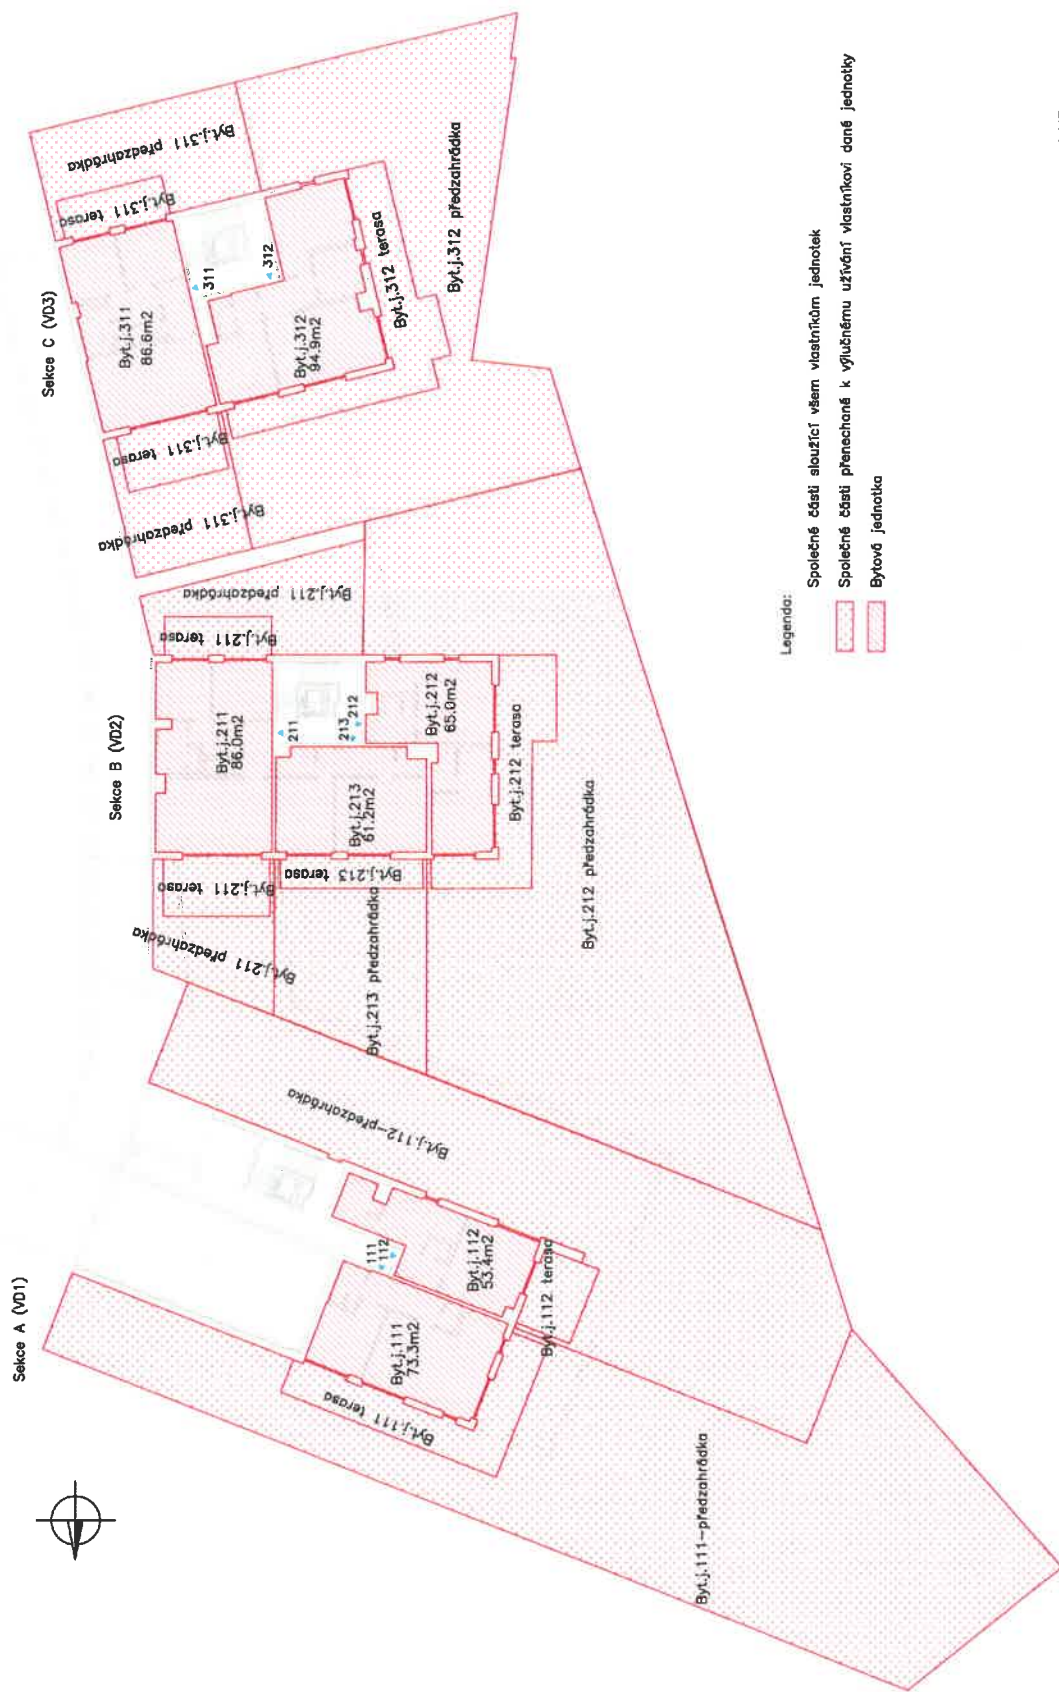 Sekce A (VD1)
Byt.j.111
73.3m2
Byt.j.111 terasa
Byt.j.111-předzahrádka
111
112
Byt.j.112
53.4m2
Byt.j.112 terasa
Byt.j.112-předzahrádka
Sekce B (VD2)
Byt.j.211
86.0m2
Byt.j.211 terasa
Byt.j.211 předzahrádka
Byt.j.211 terasa
Byt.j.211 předzahrádka
211
213
212
Byt.j.213
61.2m2
Byt.j.213 terasa
Byt.j.213 předzahrádka
Byt.j.212
65.0m2
Byt.j.212 terasa
Byt.j.212 předzahrádka
Sekce C (VD3)
Byt.j.311
86.6m2
Byt.j.311 terasa
Byt.j.311 předzahrádka
Byt.j.311 terasa
Byt.j.311 předzahrádka
311
312
Byt.j.312
94.9m2
Byt.j.312 terasa
Byt.j.312 předzahrádka
Legenda:
Společné části sloužící všem vlastníkům jednotek
Společné části přenechané k výlučnému užívání vlastníkovi dané jednotky
Bytová jednotka